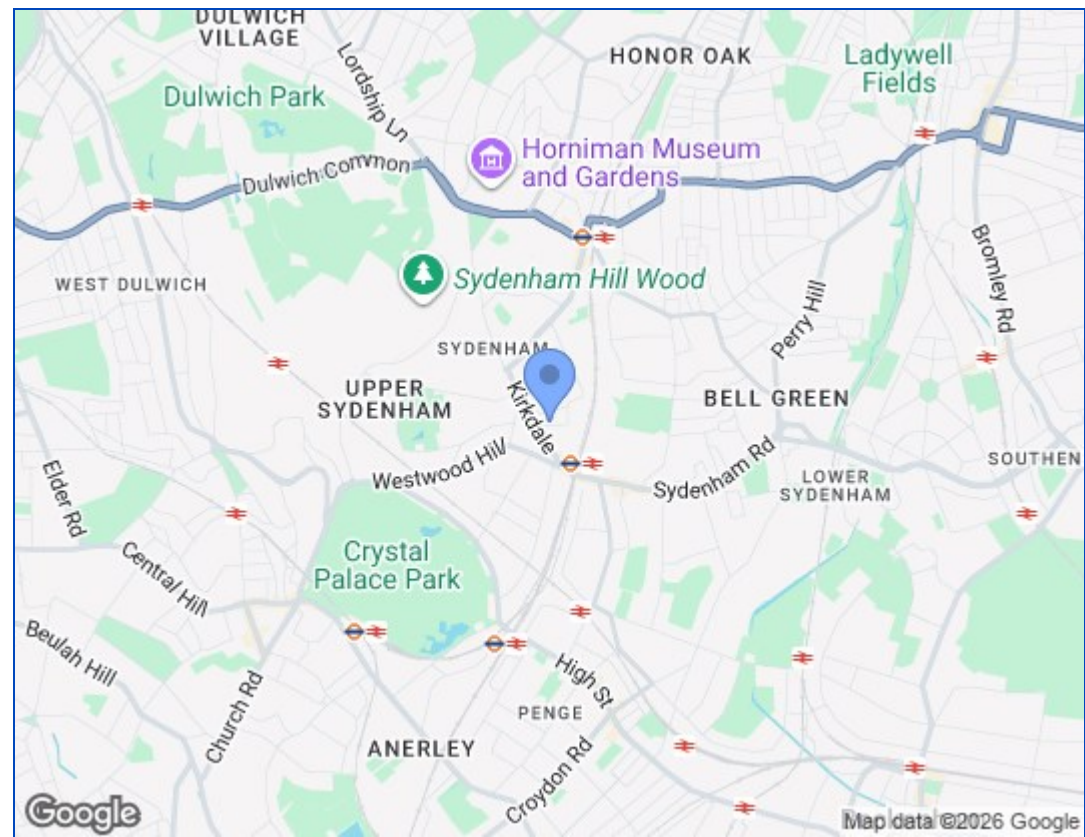 DULWICH
VILLAGE
Lordship Ln
HONOR OAK
Ladywell
Fields
Dulwich Park
Horniman Museum
and Gardens
Dulwich Common
Bromley Rd
WEST DULWICH
Sydenham Hill Wood
Perry Hill
SYDENHAM
UPPER
SYDENHAM
Kirkdale
BELL GREEN
Westwood Hill
Sydenham Rd
SOUTHEN
LOWER
SYDENHAM
Elder Rd
Crystal
Palace Park
Central Hill
Beulah Hill
High St
Church Rd
PENGE
ANERLEY
Croydon Rd
Google
Map data ©2026 Google